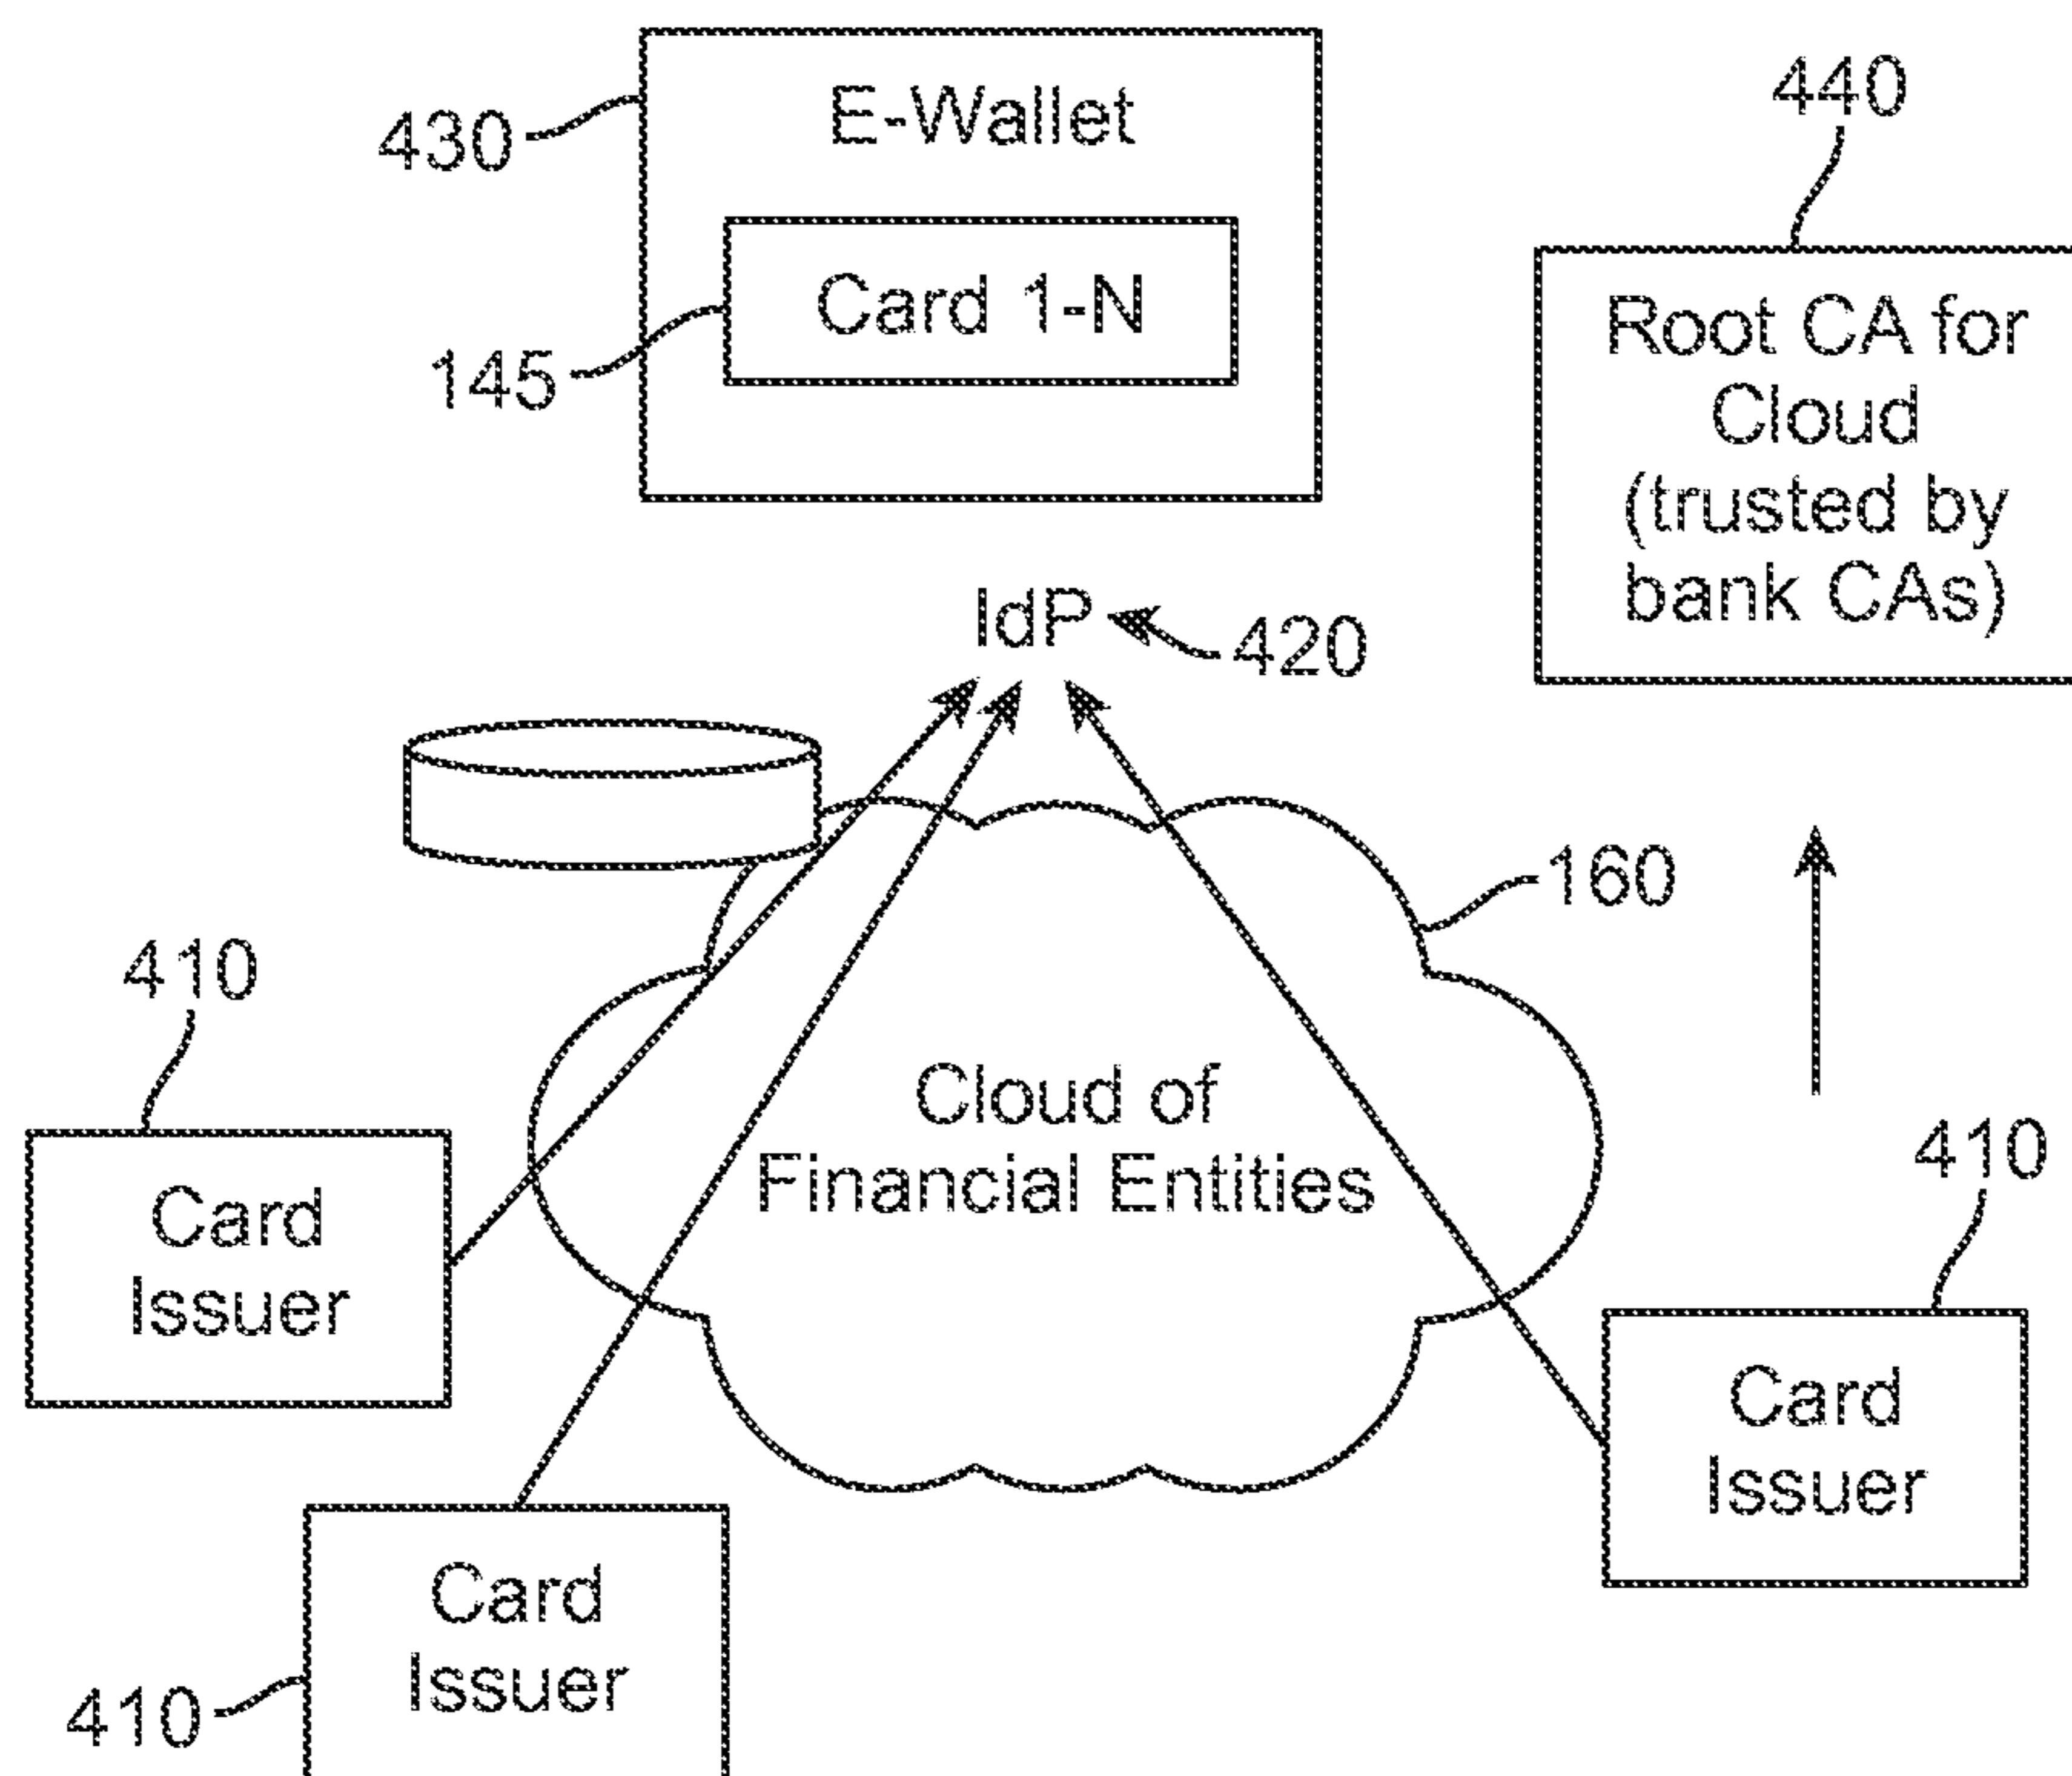 430
E-Wallet
440
145
Card 1-N
Root CA for
Cloud
(trusted by
bank CAs)
IdP
420
160
410
Cloud of
Financial Entities
410
Card
Issuer
Card
Issuer
Card
Issuer
410